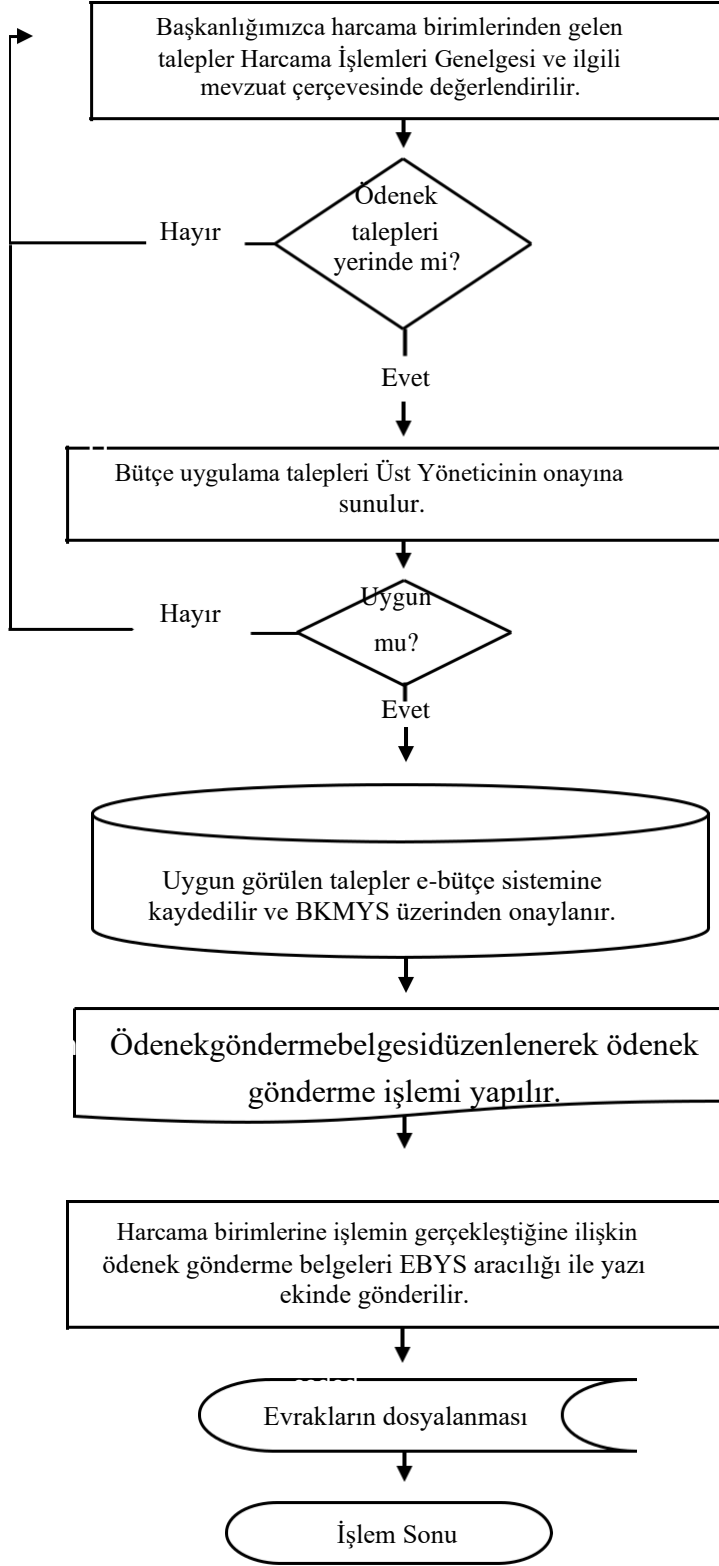 Başkanlığımızca harcama birimlerinden gelen
talepler Harcama İşlemleri Genelgesi ve ilgili
mevzuat çerçevesinde değerlendirilir.
Ödenek
Hayır
talepleri
yerinde mi?
Evet
Bütçe uygulama talepleri Üst Yöneticinin onayına
sunulur.
Uygun
Hayır
mu?
Evet
Uygun görülen talepler e-bütçe sistemine
kaydedilir ve BKMYS üzerinden onaylanır.
Ödenekgöndermebelgesidüzenlenerek ödenek
gönderme işlemi yapılır.
Harcama birimlerine işlemin gerçekleştiğine ilişkin
ödenek gönderme belgeleri EBYS aracılığı ile yazı
ekinde gönderilir.
Evrakların dosyalanması
İşlem Sonu